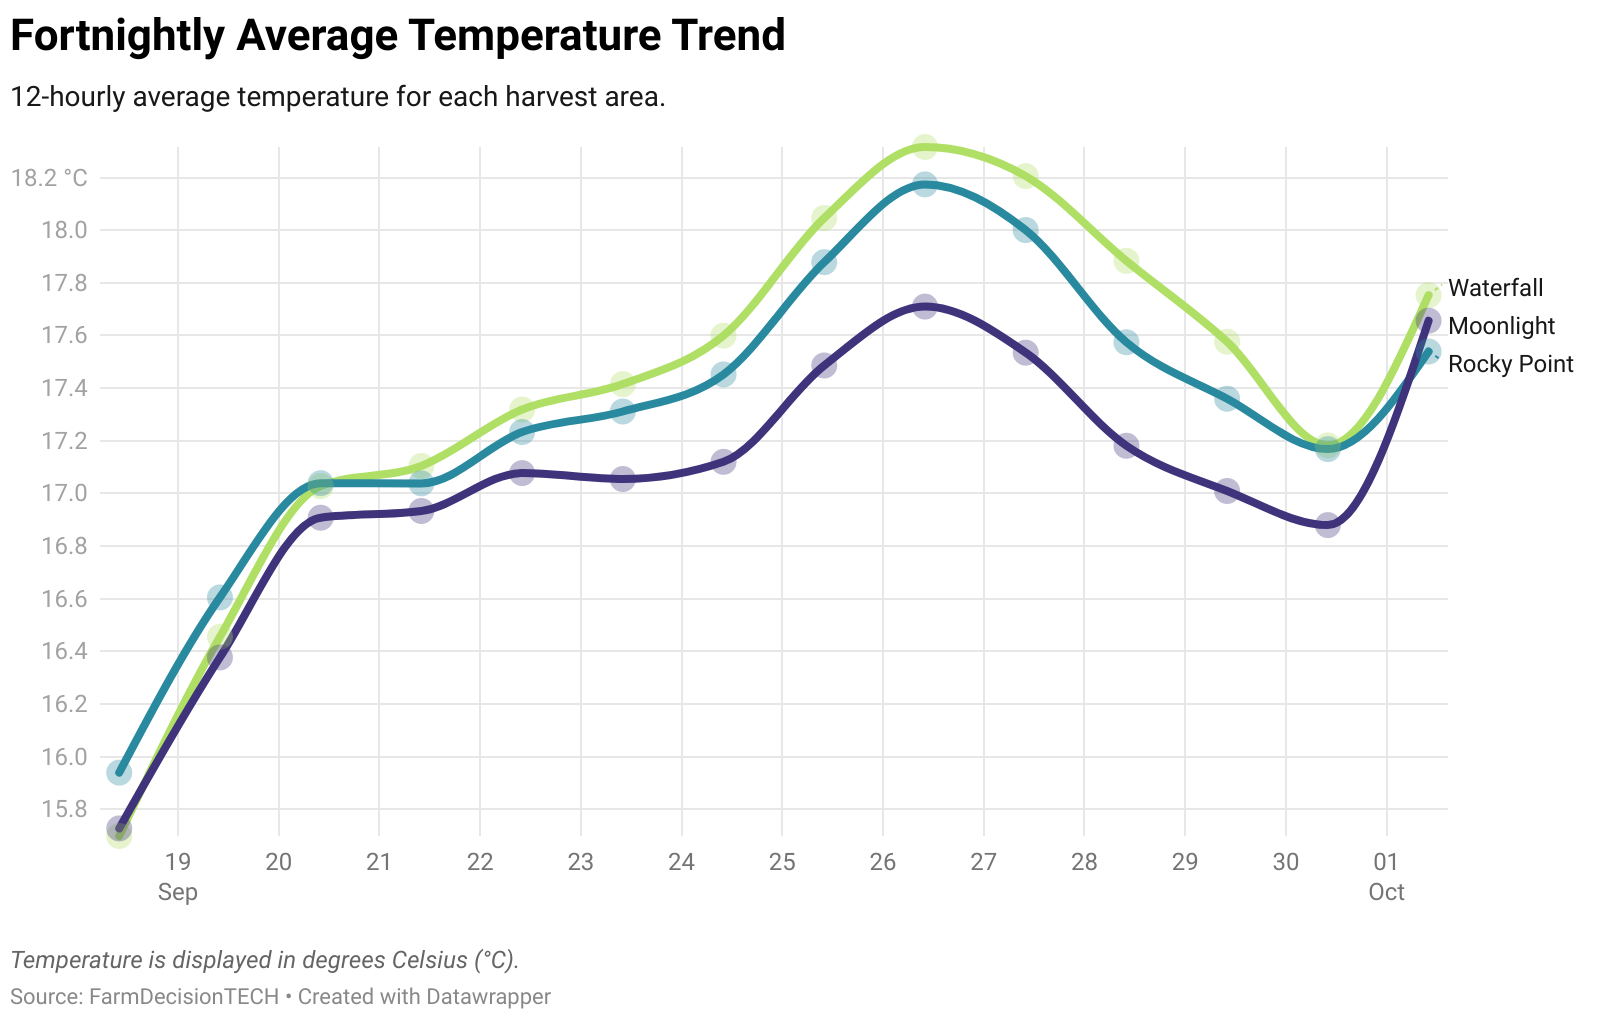 Fortnightly Average Temperature Trend
12-hourly average temperature for each harvest area.
18.2 °C
18.0
17.8
17.6
17.4
17.2
17.0
16.8
16.6
16.4
16.2
16.0
15.8
Waterfall
Moonlight
Rocky Point
19 20 21 22 23 24 25 26 27 28 29 30 01
Sep Oct
Temperature is displayed in degrees Celsius (°C).
Source: FarmDecisionTECH • Created with Datawrapper